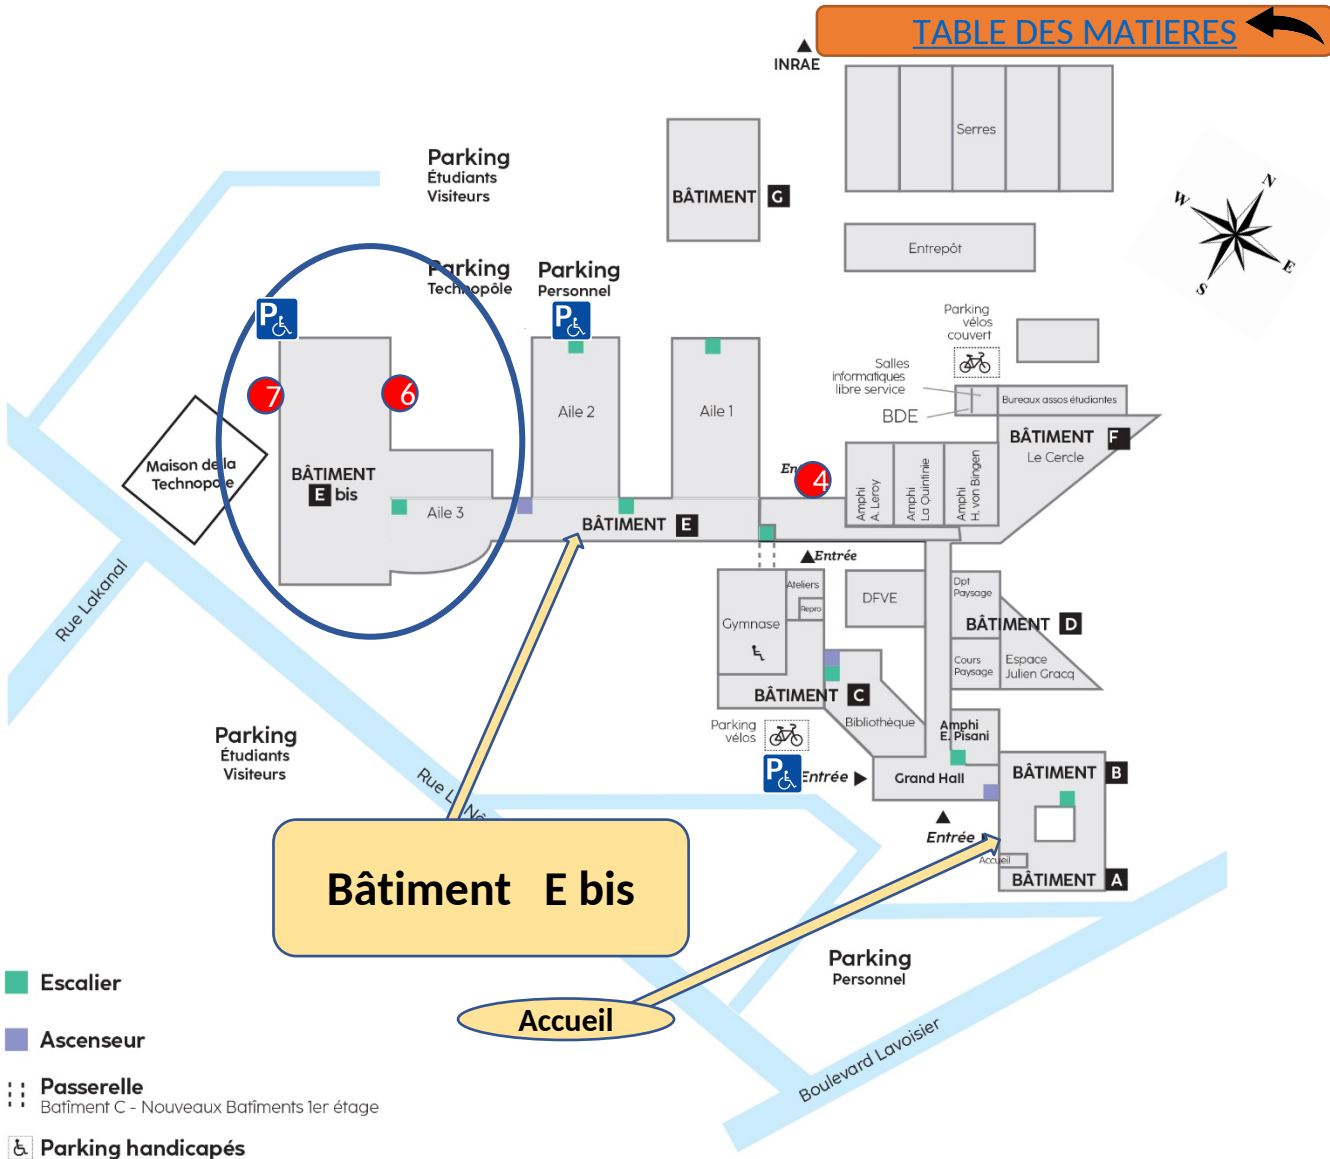 TABLE DES MATIERES
INRAE
Serres
N
W
E
S
Parking
Étudiants
Visiteurs
BÂTIMENT G
Entrepôt
Parking
Technopôle
Parking
Personnel
P
P
Parking
vélos
couvert
Salles
informatiques
libre service
BDE
Bureaux assos étudiantes
7
6
Aile 2
Aile 1
BÂTIMENT F
Le Cercle
Maison de la
Technopole
BÂTIMENT
E bis
4
Amphi
A. Leroy
Amphi
La Quintinie
Amphi
H. von Bingen
Aile 3
BÂTIMENT E
Entrée
Ateliers
Repro
DFVE
Dpt
Paysage
Gymnase
BÂTIMENT D
Rue Lakanal
Cours
Paysage
Espace
Julien Gracq
BÂTIMENT C
Bibliothèque
Parking
vélos
Amphi
E. Pisani
Parking
Étudiants
Visiteurs
P
Entrée
Grand Hall
BÂTIMENT B
Rue
Entrée
Accueil
BÂTIMENT A
Bâtiment E bis
Parking
Personnel
Accueil
Boulevard Lavoisier
Escalier
Ascenseur
Passerelle
Batîment C - Nouveaux Batîments 1er étage
Parking handicapés